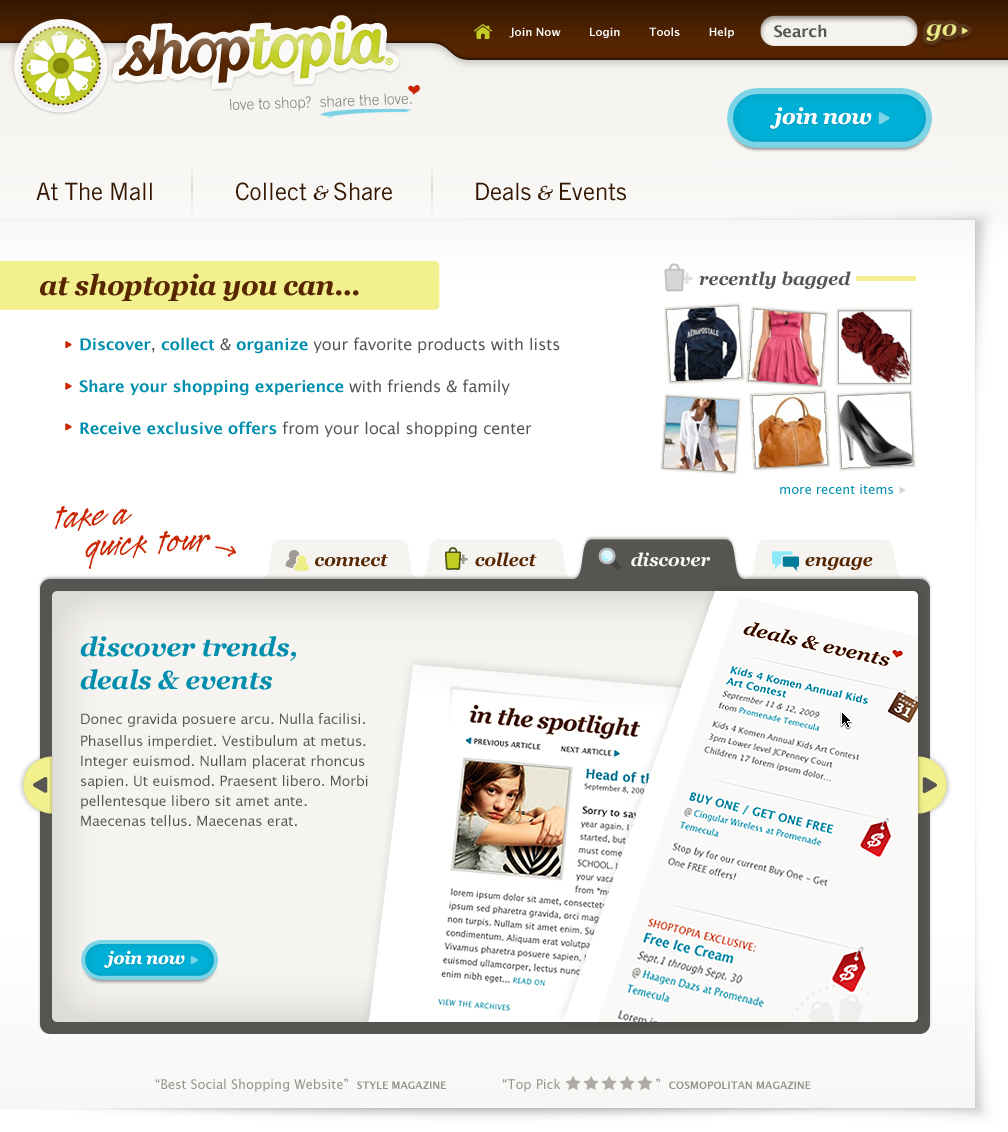 shoptopia
love to shop? share the love.
Join Now Login Tools Help Search go
join now
At The Mall Collect & Share Deals & Events
at shoptopia you can...
Discover, collect & organize your favorite products with lists
Share your shopping experience with friends & family
Receive exclusive offers from your local shopping center
recently bagged
AÉROPOSTALE
more recent items
take a
quick tour
connect collect discover engage
discover trends,
deals & events
Donec gravida posuere arcu. Nulla facilisi.
Phasellus imperdiet. Vestibulum at metus.
Integer euismod. Nullam placerat rhoncus
sapien. Ut euismod. Praesent libero. Morbi
pellentesque libero sit amet ante.
Maecenas tellus. Maecenas erat.
join now
in the spotlight
PREVIOUS ARTICLE NEXT ARTICLE
Head of th
September 8, 200
Sorry to say
year again. I
started, but
must come
SCHOOL. I
your vaca
from "m
lorem ipsum dolor sit amet, consectet
ipsum sed pharetra gravida, orci mag
non turpis. Nullam sit amet enim. Su
condimentum. Aliquam erat volutpa
Vivamus pharetra posuere sapien.
euismod ullamcorper, lectus nunc
enim nibh eget... READ ON
VIEW THE ARCHIVES
deals & events
Kids 4 Komen Annual Kids
Art Contest
September 11 & 12, 2009
from Promenade Temecula
31
Kids 4 Komen Annual Kids Art Contest
3pm Lower level JCPenney Court
Children 17 lorem ipsum dolor...
BUY ONE / GET ONE FREE
@ Cingular Wireless at Promenade
Temecula
$
Stop by for our current Buy One – Get
One FREE offers!
SHOPTOPIA EXCLUSIVE:
Free Ice Cream
Sept.1 through Sept. 30
@ Haagen Dazs at Promenade
Temecula
$
Lorem i
“Best Social Shopping Website” STYLE MAGAZINE
“Top Pick ★★★★★” COSMOPOLITAN MAGAZINE